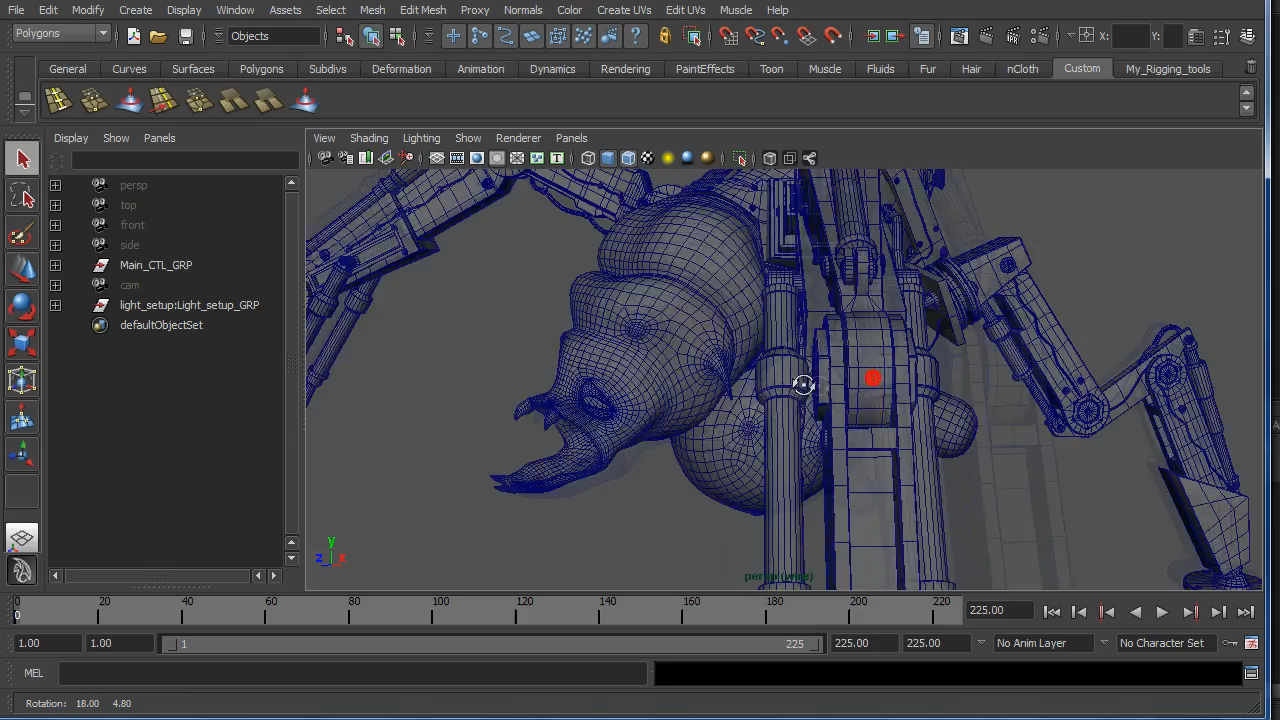 File Edit Modify Create Display Window Assets Select Mesh Edit Mesh Proxy Normals Color Create UVs Edit UVs Muscle Help
Polygons Objects X: Y:
General Curves Surfaces Polygons Subdivs Deformation Animation Dynamics Rendering PaintEffects Toon Muscle Fluids Fur Hair nCloth Custom My_Rigging_tools
Display Show Panels
View Shading Lighting Show Renderer Panels
persp
top
front
side
Main_CTL_GRP
cam
light_setup:Light_setup_GRP
defaultObjectSet
y
z x
persp (wire)
0 20 40 60 80 100 120 140 160 180 200 220
0
225.00
1.00 1.00 1 225 225.00 225.00 No Anim Layer No Character Set
MEL
Rotation: 18.00 4.80